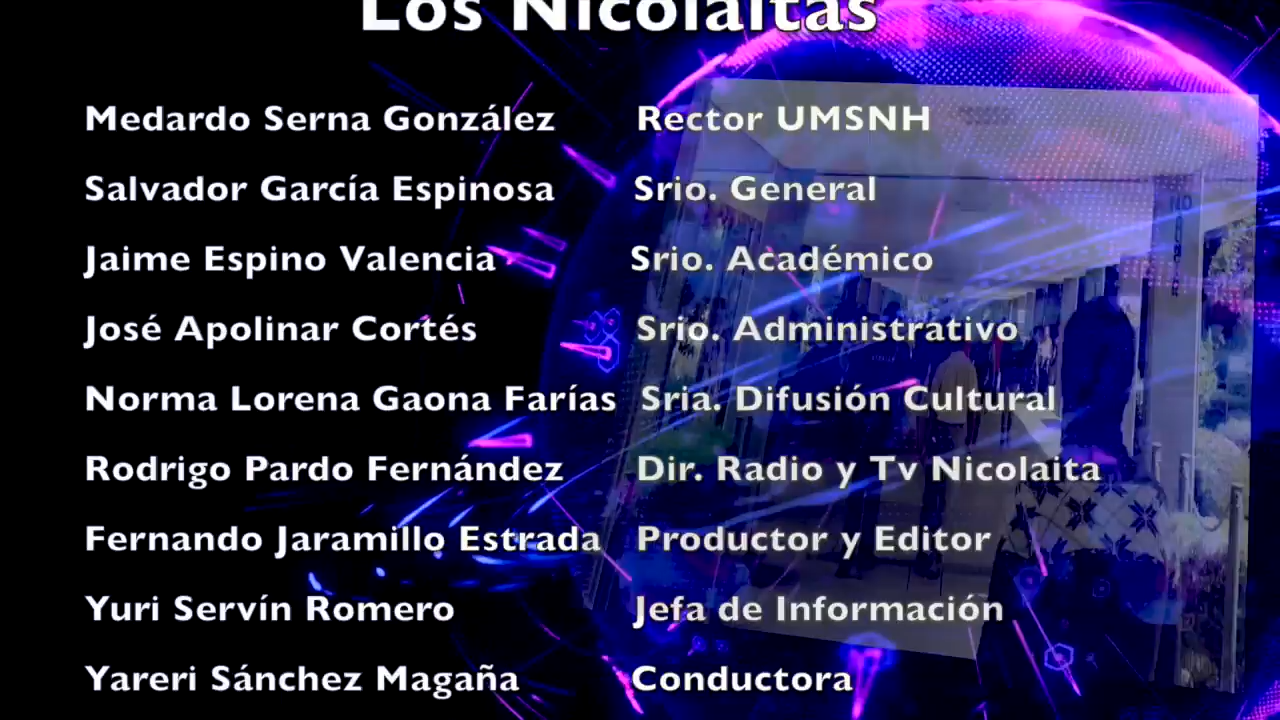 Los Nicolaitas
Medardo Serna González Rector UMSNH
Salvador García Espinosa Srio. General
Jaime Espino Valencia Srio. Académico
José Apolinar Cortés Srio. Administrativo
Norma Lorena Gaona Farías Sria. Difusión Cultural
Rodrigo Pardo Fernández Dir. Radio y Tv Nicolaita
Fernando Jaramillo Estrada Productor y Editor
Yuri Servín Romero Jefa de Información
Yareri Sánchez Magaña Conductora